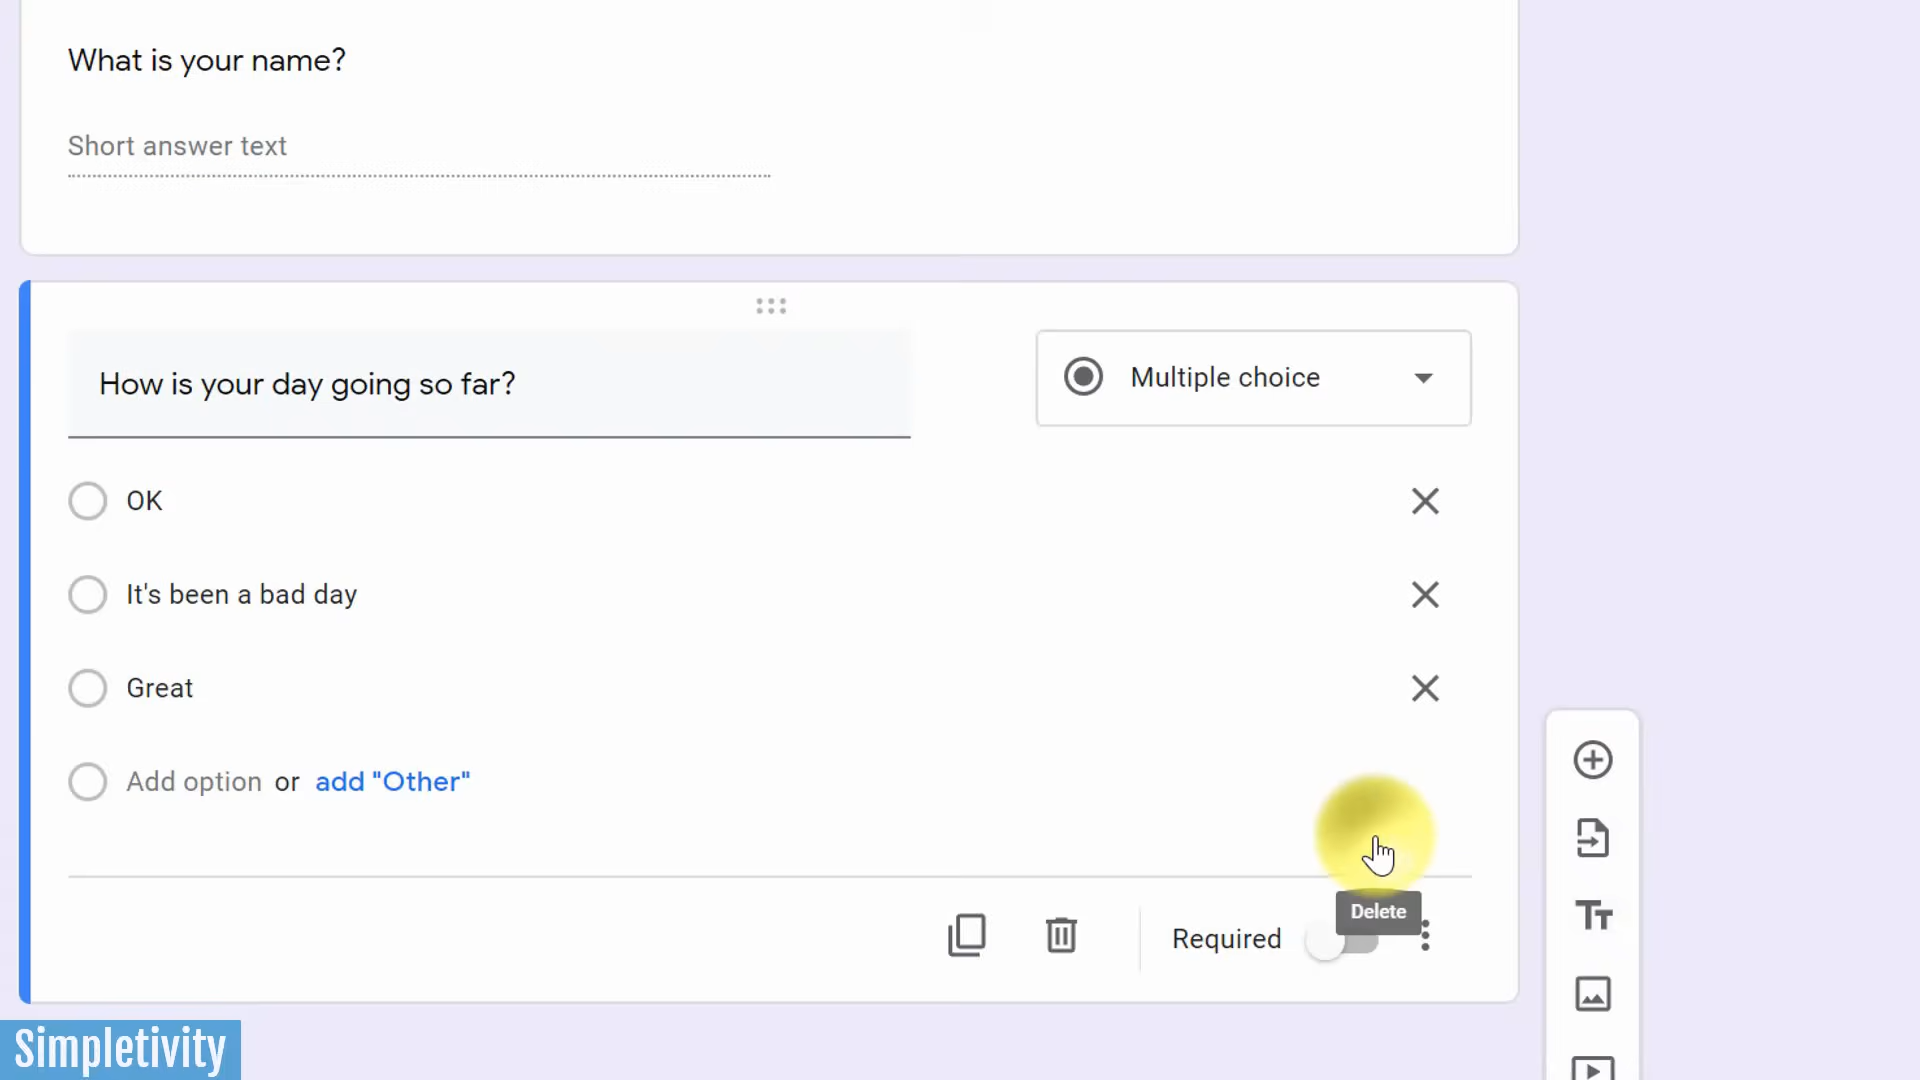 What is your name?
Short answer text
How is your day going so far?
Multiple choice
OK
It's been a bad day
Great
Add option or add "Other"
Delete
Required
Tт
Simpletivity